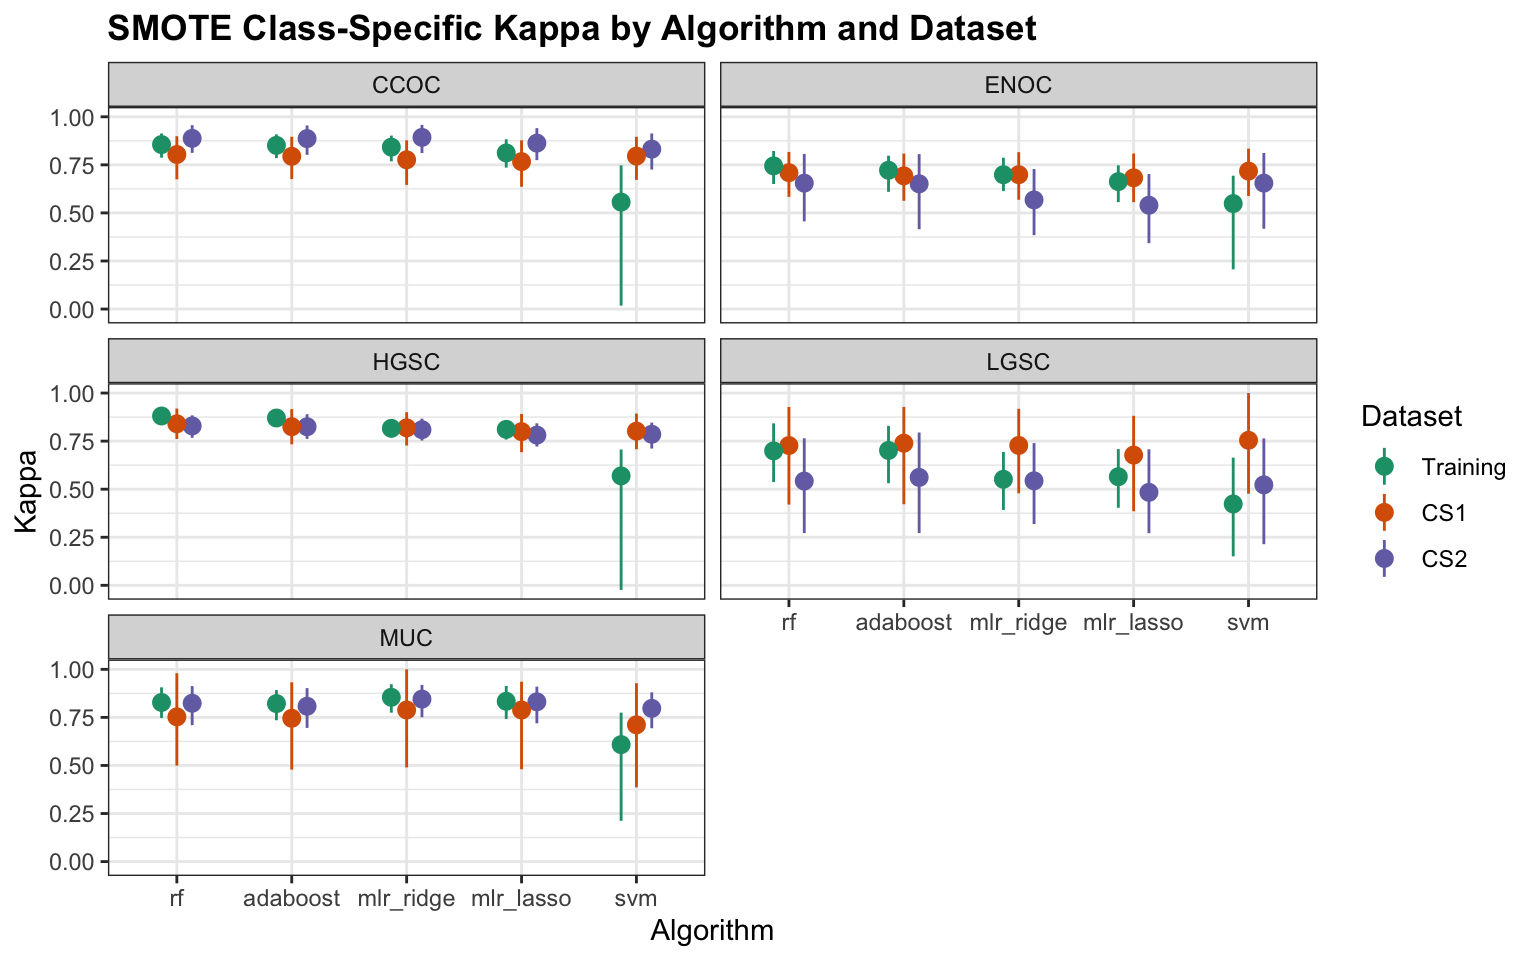 SMOTE Class-Specific Kappa by Algorithm and Dataset
CCOC
ENOC
1.00
0.75
0.50
0.25
0.00
HGSC
LGSC
1.00
0.75
0.50
0.25
0.00
Kappa
rf adaboost mlr_ridge mlr_lasso svm
MUC
1.00
0.75
0.50
0.25
0.00
rf adaboost mlr_ridge mlr_lasso svm
Algorithm
Dataset
Training
CS1
CS2